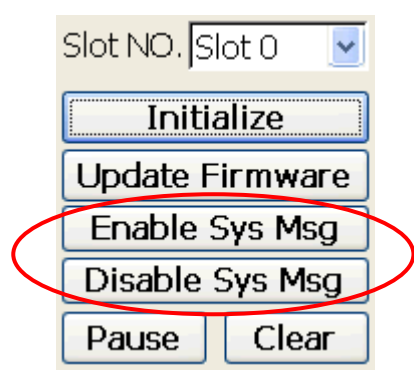 Slot NO. Slot 0
Initialize
Update Firmware
Enable Sys Msg
Disable Sys Msg
Pause Clear